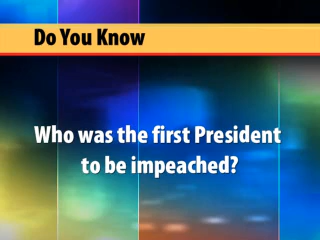 Do You Know
Who was the first President
to be impeached?